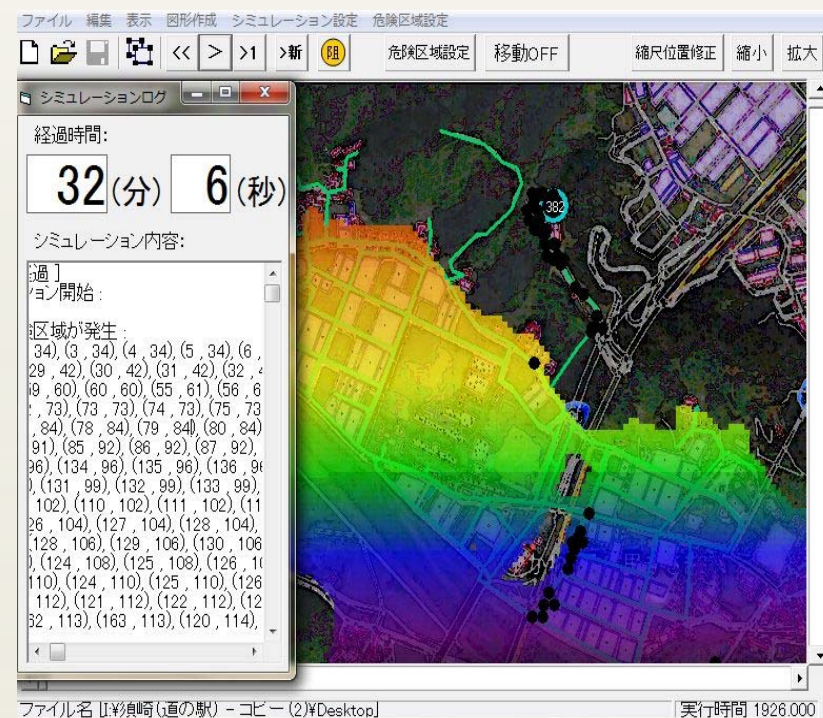 ファイル 編集 表示 図形作成 シミュレーション設定 危険区域設定
<< > >1 >新 阻 危険区域設定 移動OFF 縮尺位置修正 縮小 拡大
シミュレーションログ
経過時間:
32(分) 6(秒)
シミュレーション内容:
過 ]
ョン開始 :
区域が発生 :
34), (3 , 34), (4 , 34), (5 , 34), (6 ,
29 , 42), (30 , 42), (31 , 42), (32 ,
9 , 60), (60 , 60), (55 , 61), (56 , 6
, 73), (73 , 73), (74 , 73), (75 , 73
, 84), (78 , 84), (79 , 84), (80 , 84)
91), (85 , 92), (86 , 92), (87 , 92),
96), (134 , 96), (135 , 96), (136 , 9
), (131 , 99), (132 , 99), (133 , 99),
102), (110 , 102), (111 , 102), (11
26 , 104), (127 , 104), (128 , 104),
128 , 106), (129 , 106), (130 , 106
), (124 , 108), (125 , 108), (126 , 1
110), (124 , 110), (125 , 110), (126
, 112), (121 , 112), (122 , 112), (12
32 , 113), (163 , 113), (120 , 114),
382
ファイル名 [I:¥須崎(道の駅) - コピー (2)¥Desktop]
実行時間 1926.000